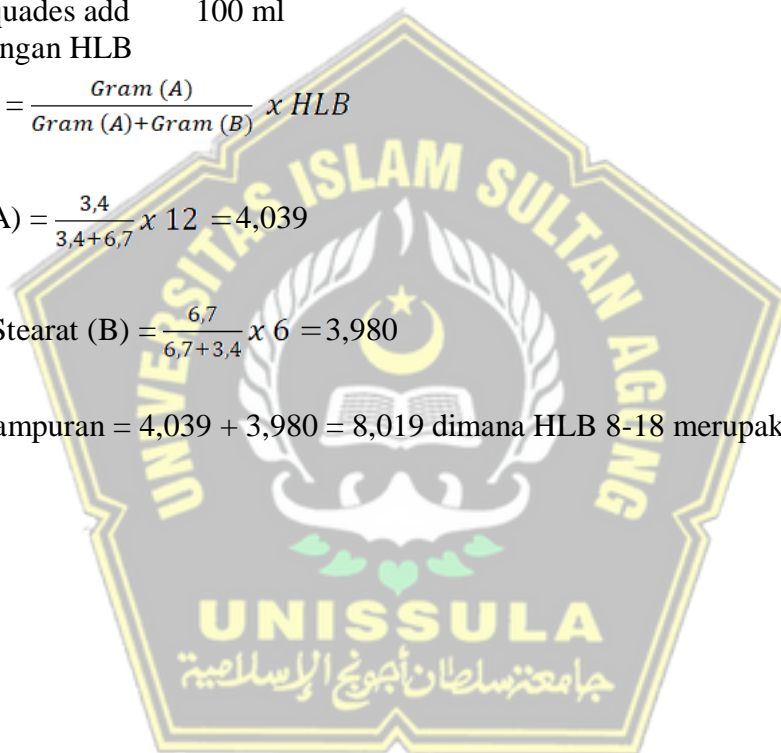 quades add 100 ml
ngan HLB
= Gram (A) / Gram (A)+Gram (B) x HLB
A) = 3,4 / 3,4+6,7 x 12 =4,039
Stearat (B) = 6,7 / 6,7+3,4 x 6 =3,980
ampuran = 4,039 + 3,980 = 8,019 dimana HLB 8-18 merupak
UNIVERSITAS ISLAM SULTAN AGUNG
UNISSULA
جامعتنسلطان أجونج الإسلامية